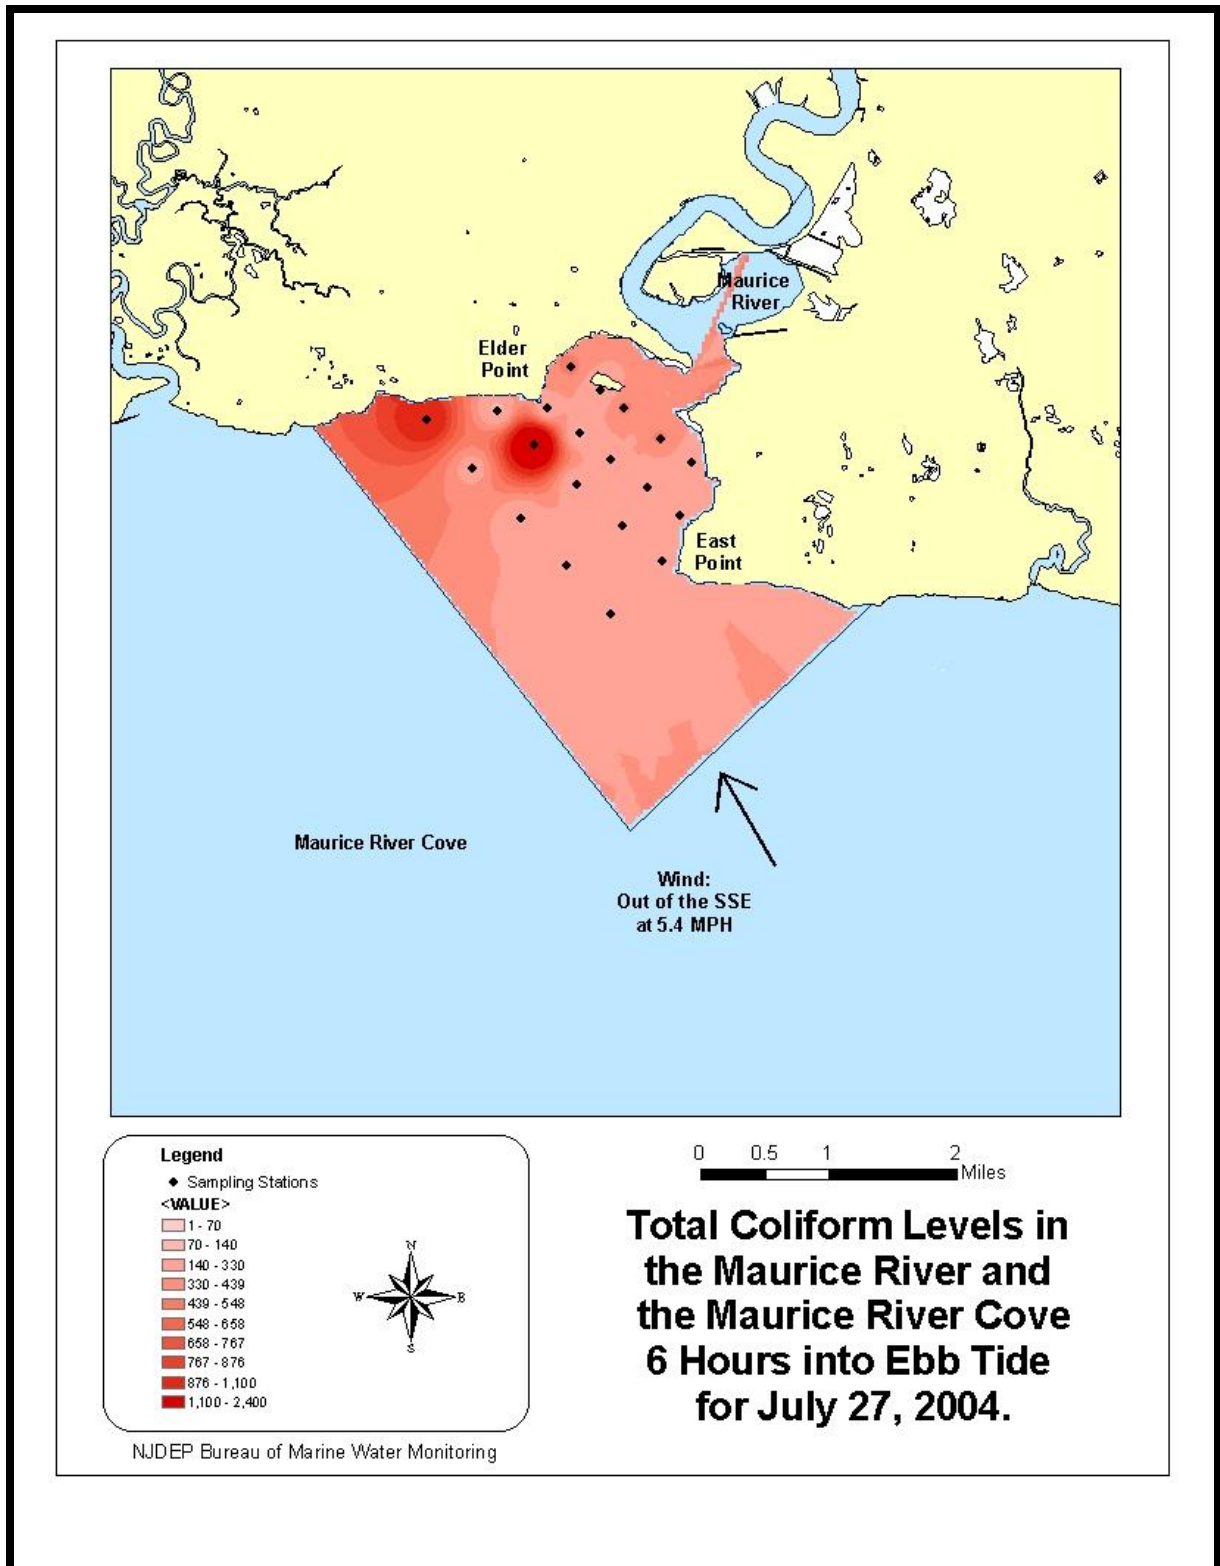 Maurice
River
Elder
Point
East
Point
Maurice River Cove
Wind:
Out of the SSE
at 5.4 MPH
Legend
Sampling Stations
<VALUE>
1 - 70
70 - 140
140 - 330
330 - 439
439 - 548
548 - 658
658 - 767
767 - 876
876 - 1,100
1,100 - 2,400
N
W E
S
0 0.5 1 2
Miles
Total Coliform Levels in
the Maurice River and
the Maurice River Cove
6 Hours into Ebb Tide
for July 27, 2004.
NJDEP Bureau of Marine Water Monitoring